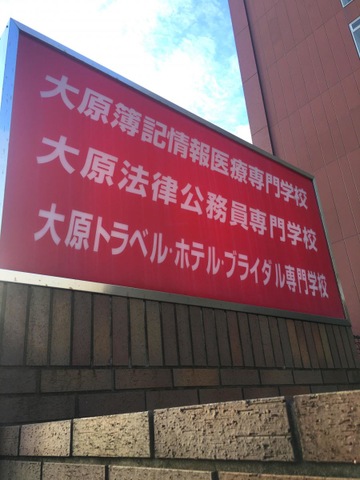 大原簿記情報医療専門学校
大原法律公務員専門学校
大原トラベル・ホテル・ブライダル専門学校